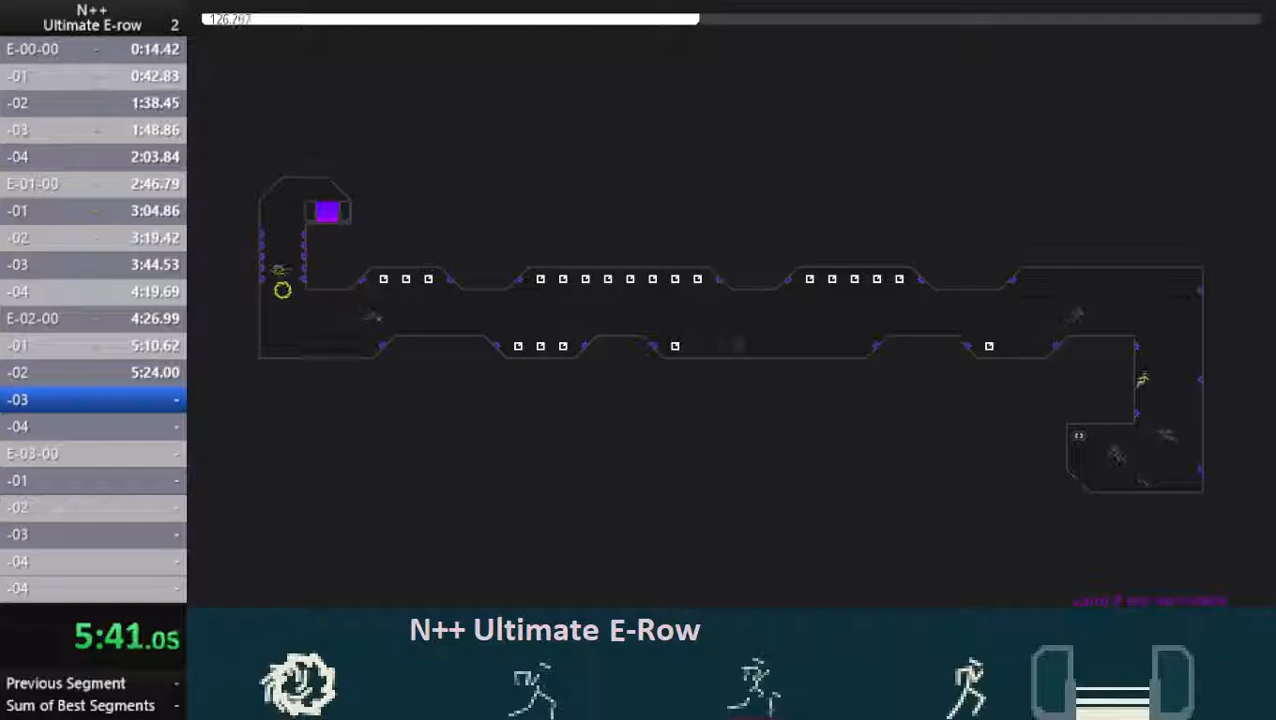 N++
Ultimate E-row 2
E-00-00 - 0:14.42
-01 - 0:42.83
-02 - 1:38.45
-03 - 1:48.86
-04 - 2:03.84
E-01-00 - 2:46.79
-01 - 3:04.86
-02 - 3:19.42
-03 - 3:44.53
-04 - 4:19.69
E-02-00 - 4:26.99
-01 - 5:10.62
-02 5:24.00
-03 -
-04 -
E-03-00 -
-01 -
-02 -
-03 -
-04 -
-04 -
5:41.0S
Previous Segment -
Sum of Best Segments -
N++ Ultimate E-Row